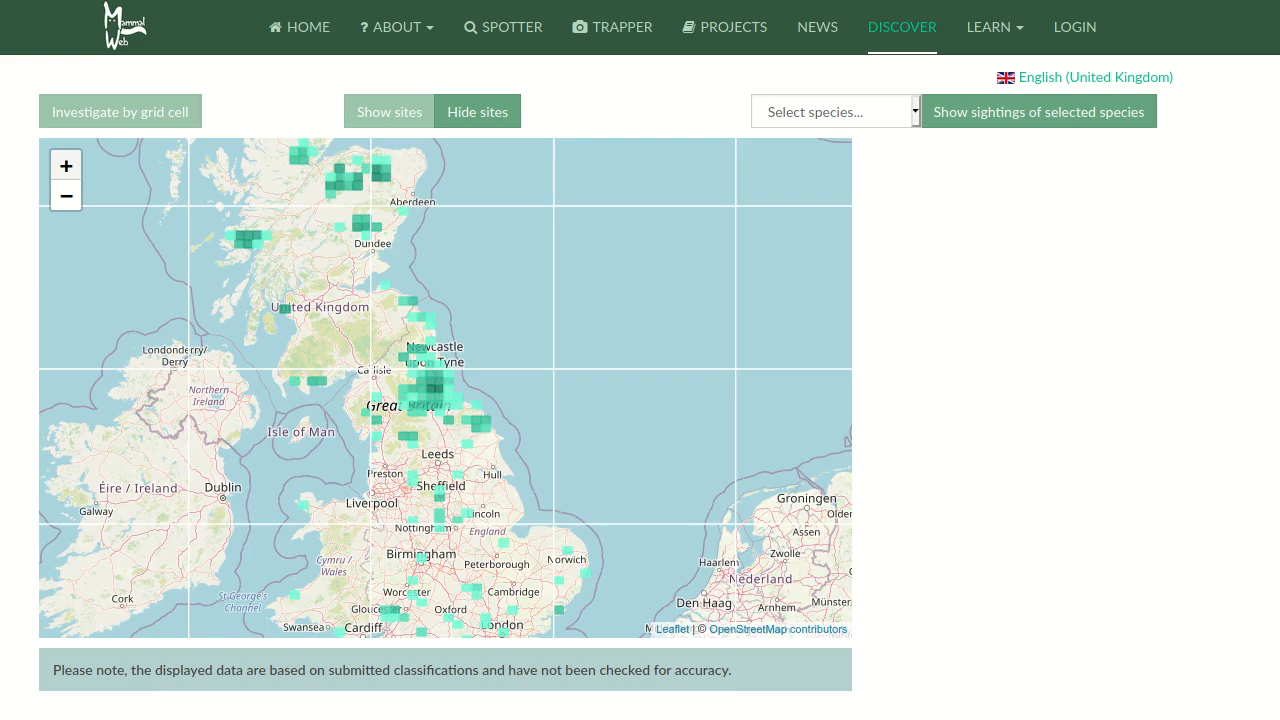 Mammal Web
HOME
? ABOUT
SPOTTER
TRAPPER
PROJECTS
NEWS
DISCOVER
LEARN
LOGIN
English (United Kingdom)
Investigate by grid cell
Show sites
Hide sites
Select species...
Show sightings of selected species
+
−
Aberdeen
Dundee
United Kingdom
Londonderry/
Derry
Newcastle
upon Tyne
Carlisle
Northern
Ireland
Great Britain
Isle of Man
Leeds
Preston
Hull
Sheffield
Éire / Ireland
Dublin
Galway
Liverpool
Lincoln
Nottingham
England
Groningen
Assen
Birmingham
Norwich
Cymru /
Wales
Peterborough
Zwolle
Haarlem
Nederland
Worcester
Cambridge
Cork
St.George's
Channel
Gloucester
Oxford
Den Haag
Arnhem
Münster
Swansea
Cardiff
London
Leaflet | © OpenStreetMap contributors
Please note, the displayed data are based on submitted classifications and have not been checked for accuracy.